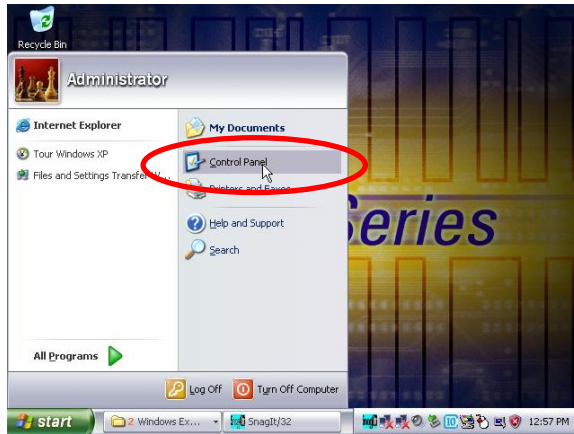 Recycle Bin
Administrator
Internet Explorer
Tour Windows XP
Files and Settings Transfer W...
All Programs
My Documents
Control Panel
Printers and Faxes
Help and Support
Search
Log Off
Turn Off Computer
Series
start
2 Windows Ex...
SnagIt/32
12:57 PM